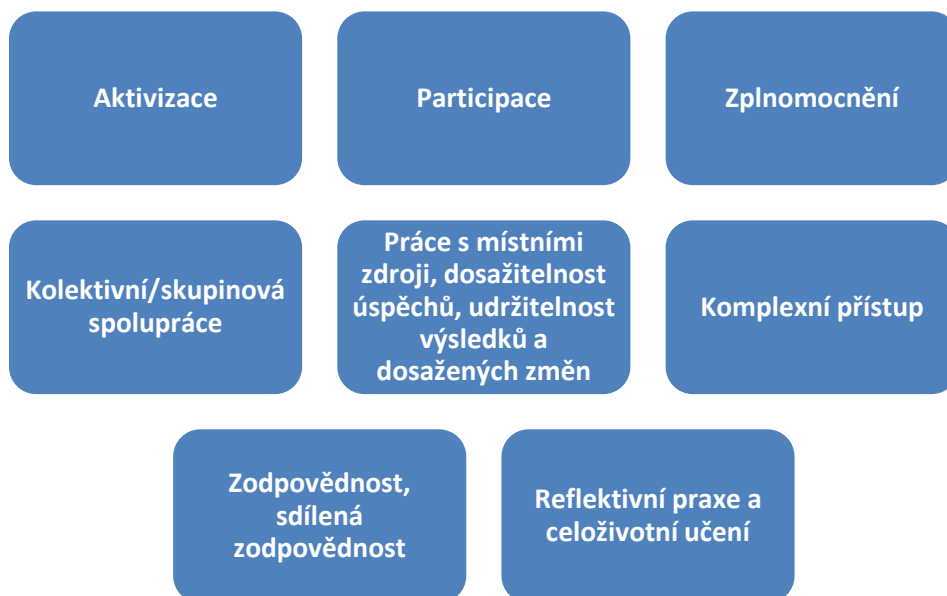 Aktivizace
Participace
Zplnomocnění
Kolektivní/skupinová
spolupráce
Práce s místními
zdroji, dosažitelnost
úspěchů, udržitelnost
výsledků a
dosažených změn
Komplexní přístup
Zodpovědnost,
sdílená
zodpovědnost
Reflektivní praxe a
celoživotní učení